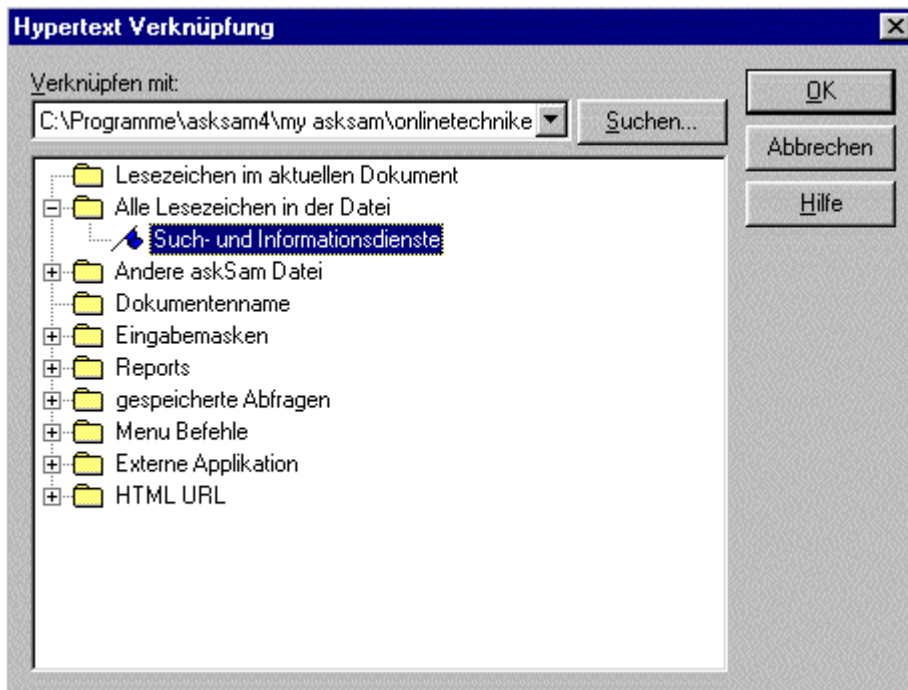 Hypertext Verknüpfung
Verknüpfen mit:
C:\Programme\asksam4\my asksam\onlinetechnike
Suchen...
OK
Abbrechen
Hilfe
Lesezeichen im aktuellen Dokument
Alle Lesezeichen in der Datei
Such- und Informationsdienste
Andere askSam Datei
Dokumentenname
Eingabemasken
Reports
gespeicherte Abfragen
Menu Befehle
Externe Applikation
HTML URL